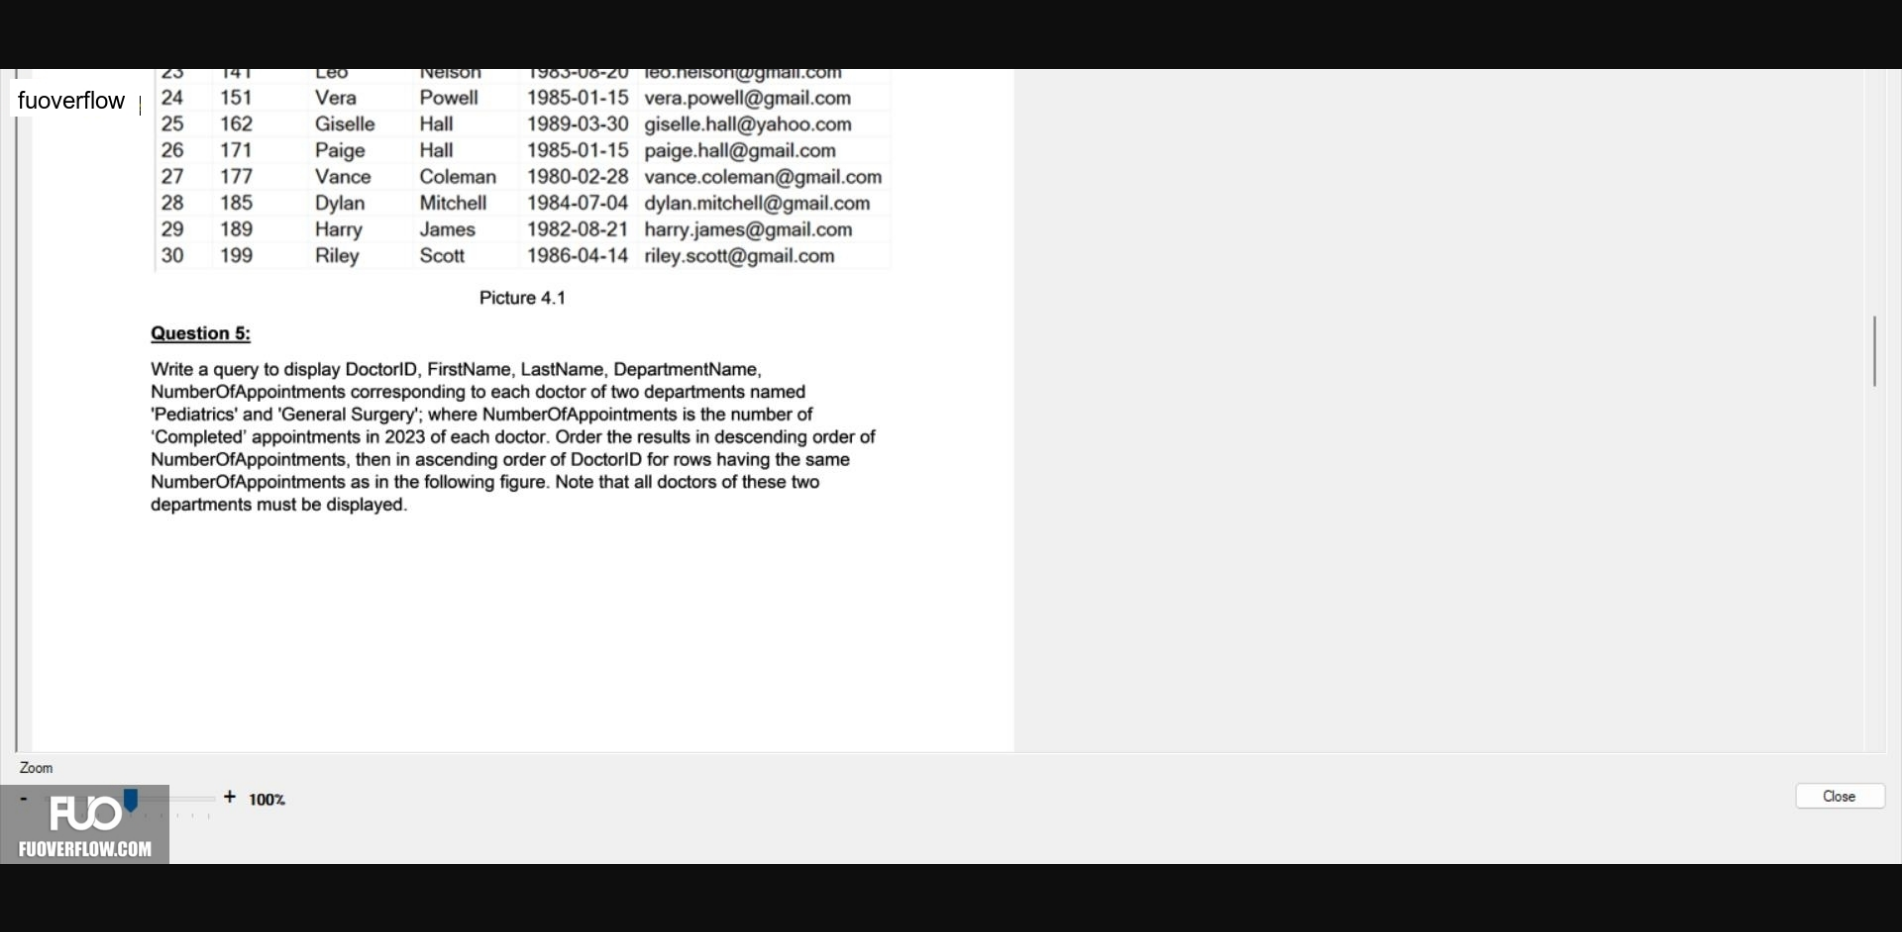 23 141 Leo Nelson 1983-08-20 leo.nelson@gmail.com
fuoverflow
24 151 Vera Powell 1985-01-15 vera.powell@gmail.com
25 162 Giselle Hall 1989-03-30 giselle.hall@yahoo.com
26 171 Paige Hall 1985-01-15 paige.hall@gmail.com
27 177 Vance Coleman 1980-02-28 vance.coleman@gmail.com
28 185 Dylan Mitchell 1984-07-04 dylan.mitchell@gmail.com
29 189 Harry James 1982-08-21 harry.james@gmail.com
30 199 Riley Scott 1986-04-14 riley.scott@gmail.com
Picture 4.1
Question 5:
Write a query to display DoctorID, FirstName, LastName, DepartmentName,
NumberOfAppointments corresponding to each doctor of two departments named
'Pediatrics' and 'General Surgery'; where NumberOfAppointments is the number of
‘Completed’ appointments in 2023 of each doctor. Order the results in descending order of
NumberOfAppointments, then in ascending order of DoctorID for rows having the same
NumberOfAppointments as in the following figure. Note that all doctors of these two
departments must be displayed.
Zoom
- + 100%
Close
FUO
FUOVERFLOW.COM